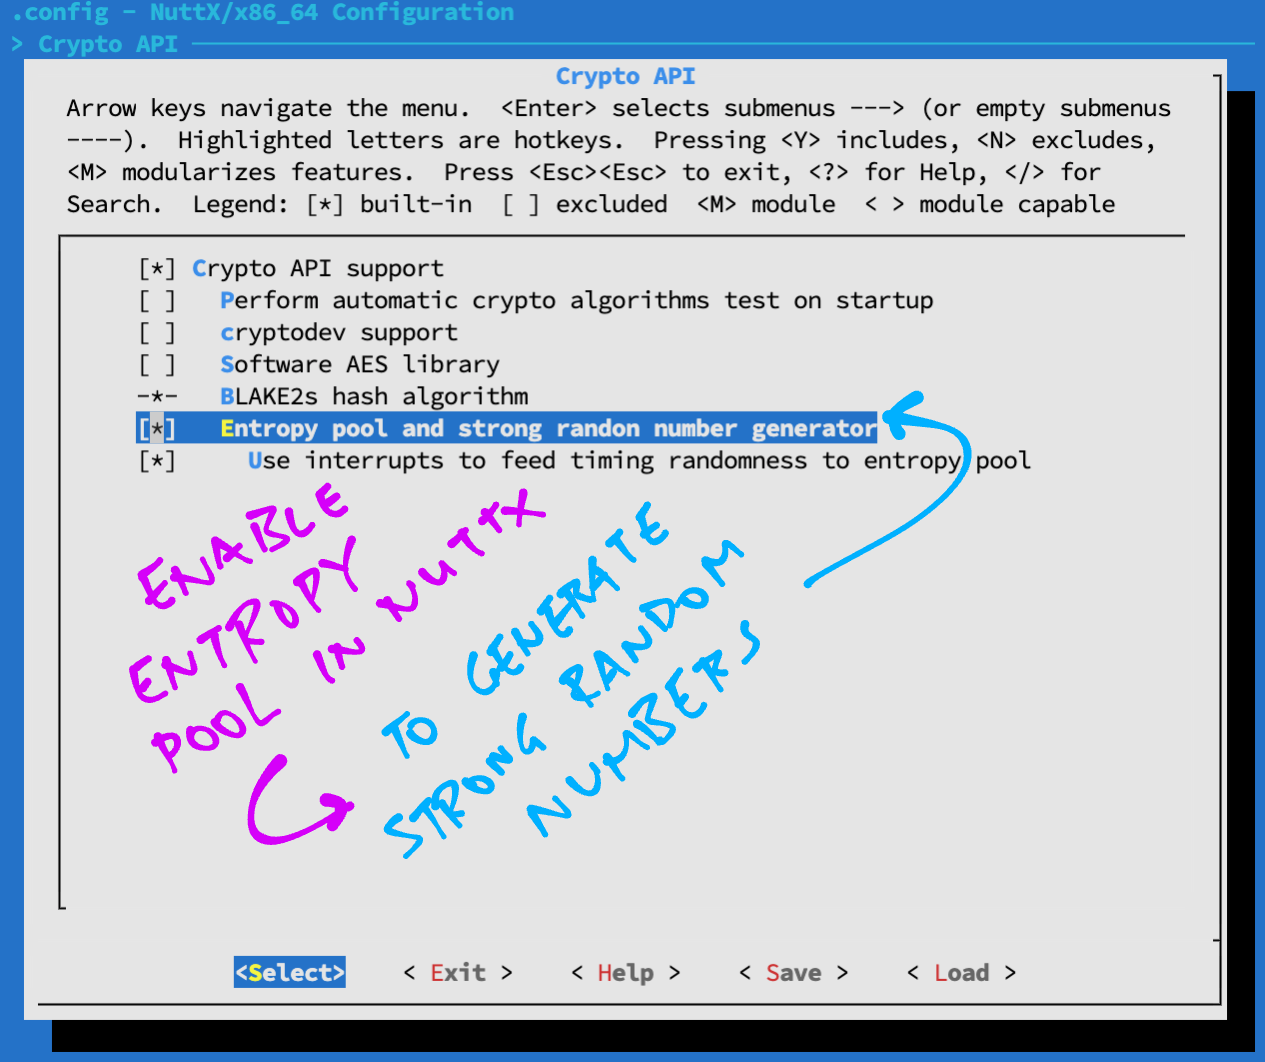 .config - NuttX/x86_64 Configuration
> Crypto API
Crypto API
Arrow keys navigate the menu.  <Enter> selects submenus ---> (or empty submenus
----).  Highlighted letters are hotkeys.  Pressing <Y> includes, <N> excludes,
<M> modularizes features.  Press <Esc><Esc> to exit, <?> for Help, </> for
Search.  Legend: [*] built-in  [ ] excluded  <M> module  < > module capable
[*] Crypto API support
[ ]   Perform automatic crypto algorithms test on startup
[ ]   cryptodev support
[ ]   Software AES library
-*-   BLAKE2s hash algorithm
[*]   Entropy pool and strong randon number generator
[*]     Use interrupts to feed timing randomness to entropy pool
ENABLE
ENTROPY
POOL IN NUTTX
TO GENERATE
STRONG RANDOM
NUMBERS
<Select>    < Exit >    < Help >    < Save >    < Load >